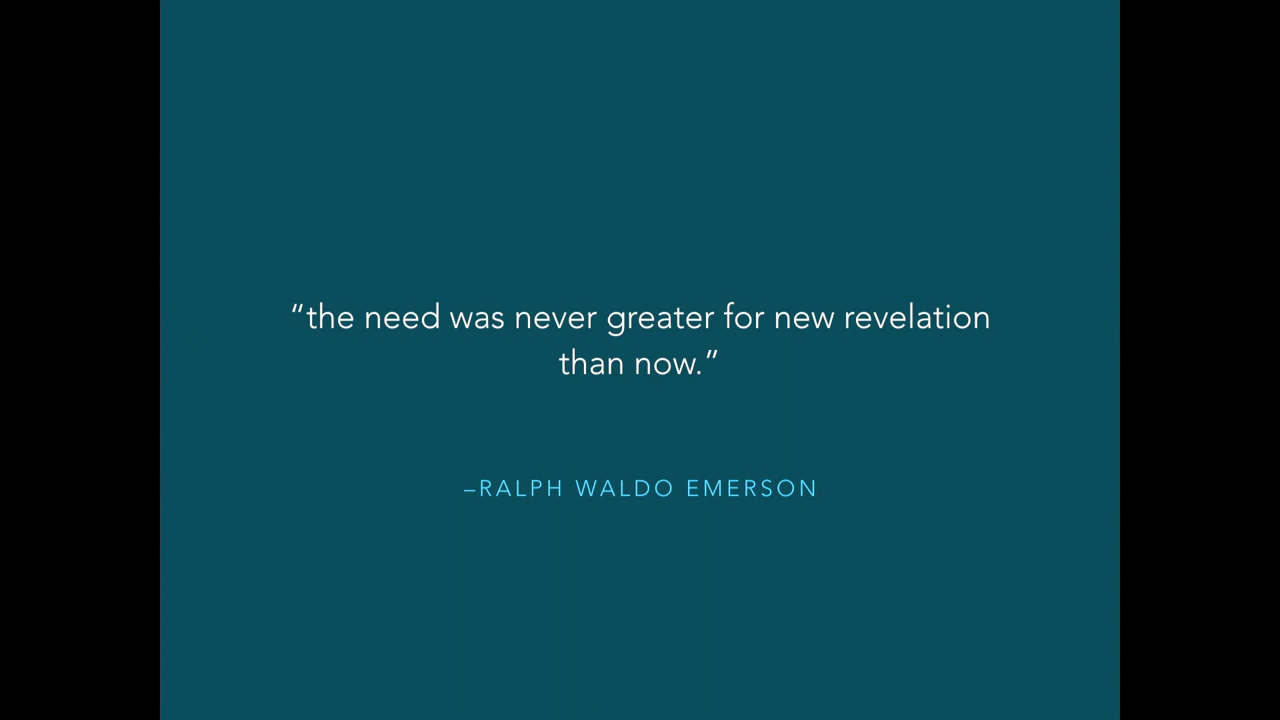 “the need was never greater for new revelation
than now.”
–RALPH WALDO EMERSON